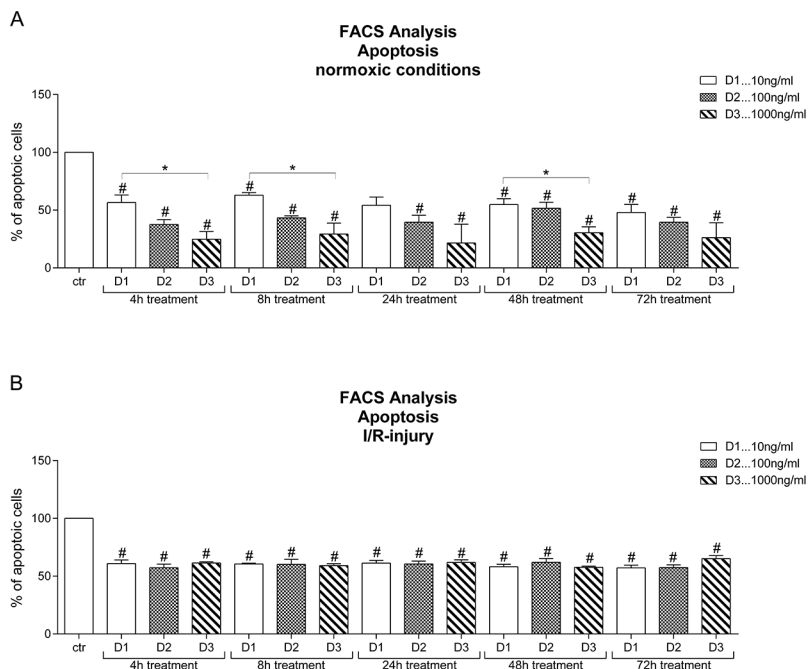 A
FACS Analysis
Apoptosis
normoxic conditions
D1...10ng/ml
D2...100ng/ml
D3...1000ng/ml
% of apoptoic cells
150
100
50
0
* * *
# # # # # # # # # # # # # #
ctr D1 D2 D3 D1 D2 D3 D1 D2 D3 D1 D2 D3 D1 D2 D3
4h treatment 8h treatment 24h treatment 48h treatment 72h treatment
B
FACS Analysis
Apoptosis
I/R-injury
D1...10ng/ml
D2...100ng/ml
D3...1000ng/ml
% of apoptoic cells
150
100
50
0
# # # # # # # # # # # # # # #
ctr D1 D2 D3 D1 D2 D3 D1 D2 D3 D1 D2 D3 D1 D2 D3
4h treatment 8h treatment 24h treatment 48h treatment 72h treatment